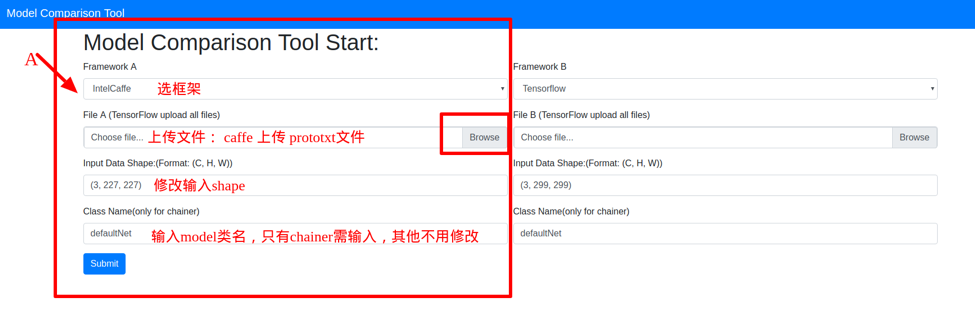 Model Comparison Tool
Model Comparison Tool Start:
A
Framework A
IntelCaffe
选框架
File A (TensorFlow upload all files)
Choose file...
上传文件： caffe 上传 prototxt文件
Browse
Input Data Shape:(Format: (C, H, W))
(3, 227, 227)
修改输入shape
Class Name(only for chainer)
defaultNet
输入model类名，只有chainer需输入，其他不用修改
Submit
Framework B
Tensorflow
File B (TensorFlow upload all files)
Choose file...
Browse
Input Data Shape:(Format: (C, H, W))
(3, 299, 299)
Class Name(only for chainer)
defaultNet